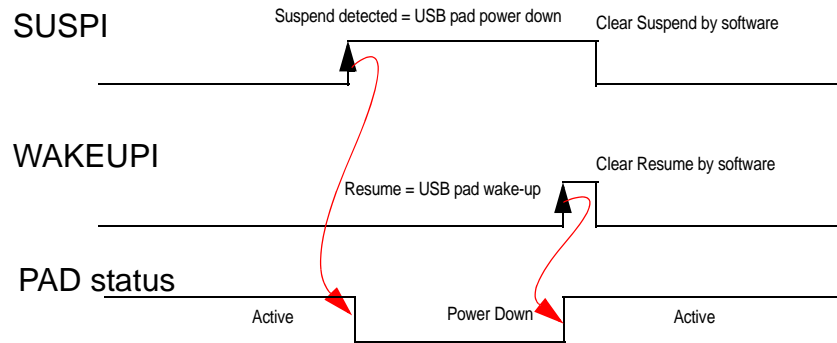 SUSPI
Suspend detected = USB pad power down
Clear Suspend by software
WAKEUPI
Clear Resume by software
Resume = USB pad wake-up
PAD status
Active
Power Down
Active